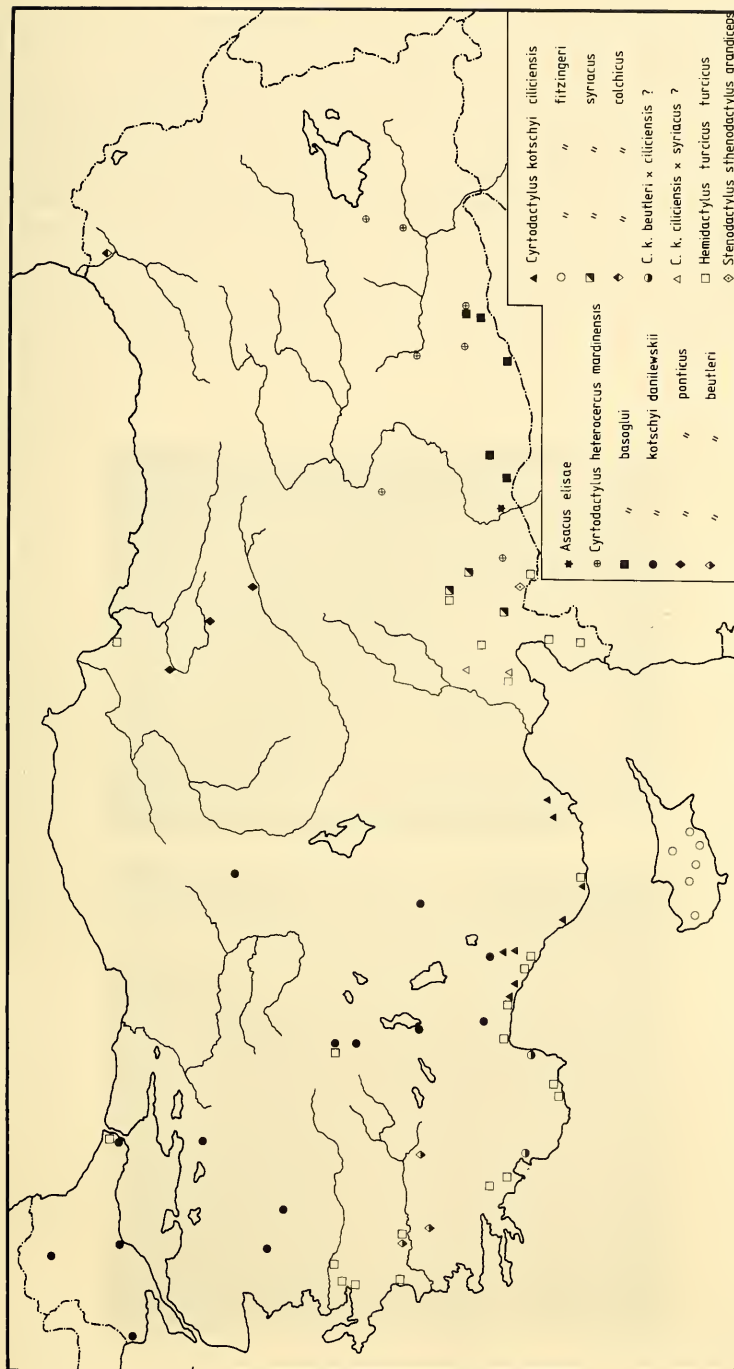 Asacus elisae
Cyrtodactylus heterocercus mardinensis
" basoglui
" kotschyi danilewskii
" " ponticus
" " beutleri
Cyrtodactylus kotschyi ciliciensis
" " fitzingeri
" " syriacus
" " colchicus
C. k. beutleri x ciliciensis ?
C. k. ciliciensis x syriacus ?
Hemidactylus turcicus turcicus
Stenodactylus sthenodactylus grandiceps